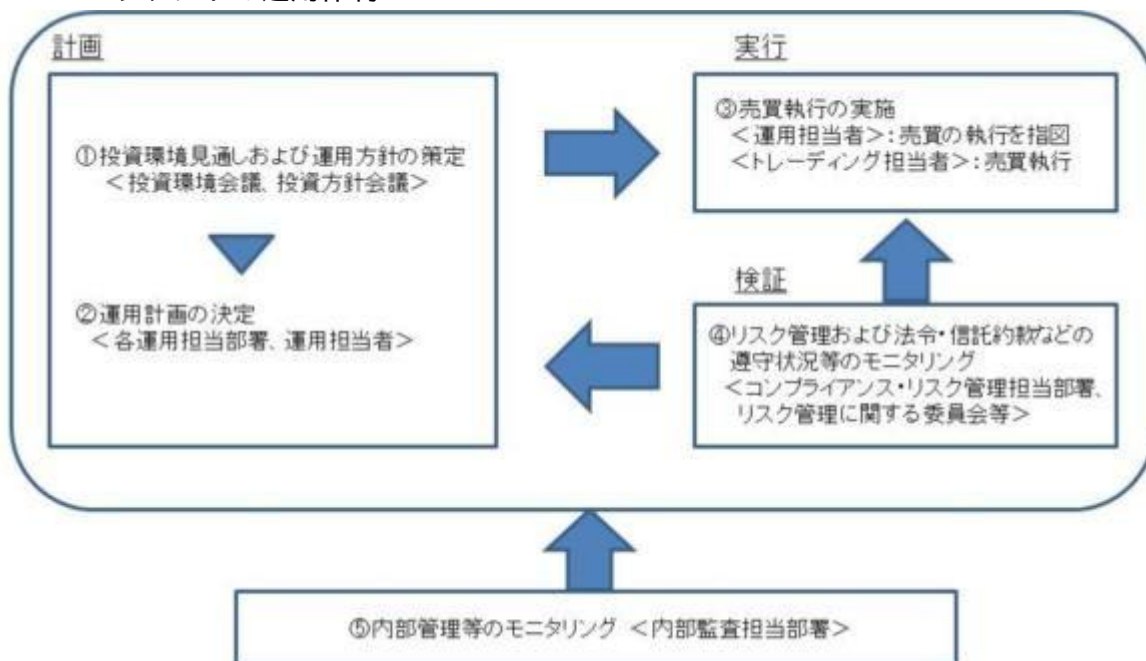 計画
①投資環境見通しおよび運用方針の策定
＜投資環境会議、投資方針会議＞
②運用計画の決定
＜各運用担当部署、運用担当者＞
実行
③売買執行の実施
＜運用担当者＞：売買の執行を指図
＜トレーディング担当者＞：売買執行
検証
④リスク管理および法令・信託約款などの
遵守状況等のモニタリング
＜コンプライアンス・リスク管理担当部署、
リスク管理に関する委員会等＞
⑤内部管理等のモニタリング ＜内部監査担当部署＞